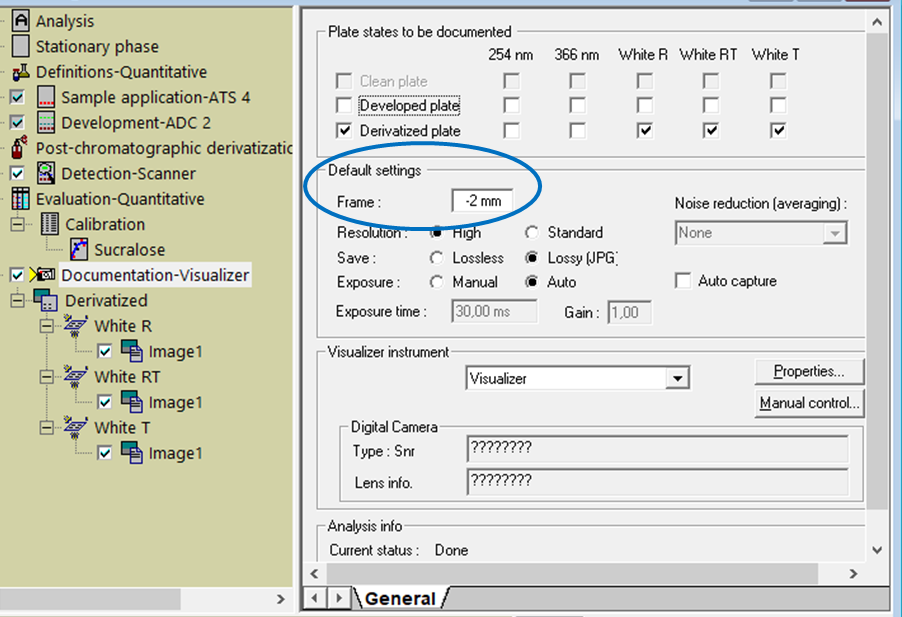 Analysis
Stationary phase
Definitions-Quantitative
Sample application-ATS 4
Development-ADC 2
Post-chromatographic derivatizatic
Detection-Scanner
Evaluation-Quantitative
Calibration
Sucralose
Documentation-Visualizer
Derivatized
White R
Image1
White RT
Image1
White T
Image1
Plate states to be documented
254 nm 366 nm White R White RT White T
Clean plate
Developed plate
Derivatized plate
Default settings
Frame : -2 mm
Noise reduction (averaging) :
None
Resolution : High Standard
Save : Lossless Lossy (JPG)
Exposure : Manual Auto
Auto capture
Exposure time : 30,00 ms Gain : 1,00
Visualizer instrument
Visualizer
Properties...
Manual control...
Digital Camera
Type : Snr ????????
Lens info. ????????
Analysis info
Current status : Done
General